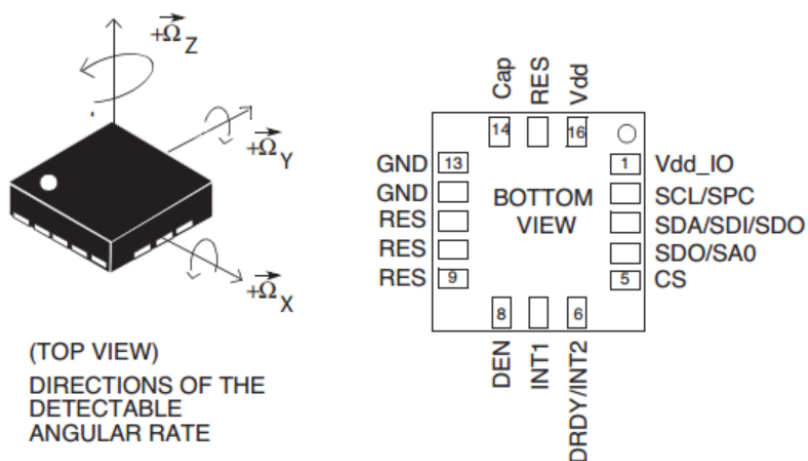 +Ω Z
+Ω Y
+Ω X
(TOP VIEW)
DIRECTIONS OF THE
DETECTABLE
ANGULAR RATE
Cap
RES
Vdd
14
16
GND 13
1 Vdd_IO
GND
SCL/SPC
RES
SDA/SDI/SDO
RES
SDO/SA0
RES 9
5 CS
BOTTOM
VIEW
8
6
DEN
INT1
DRDY/INT2